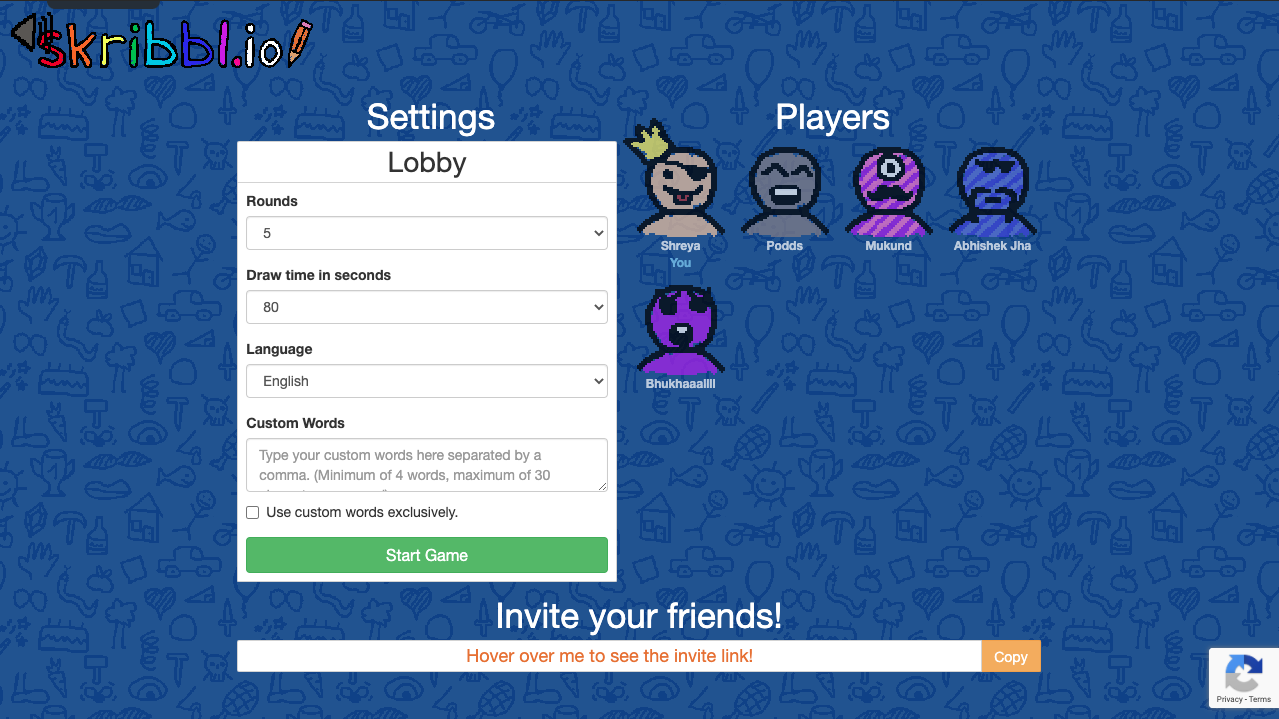 skribbl.io
Settings
Players
Lobby
Rounds
5
Draw time in seconds
80
Language
English
Custom Words
Type your custom words here separated by a
comma. (Minimum of 4 words, maximum of 30
Use custom words exclusively.
Start Game
Shreya
Podds
Mukund
Abhishek Jha
You
Bhukhaaallll
Invite your friends!
Hover over me to see the invite link!
Copy
Privacy - Terms